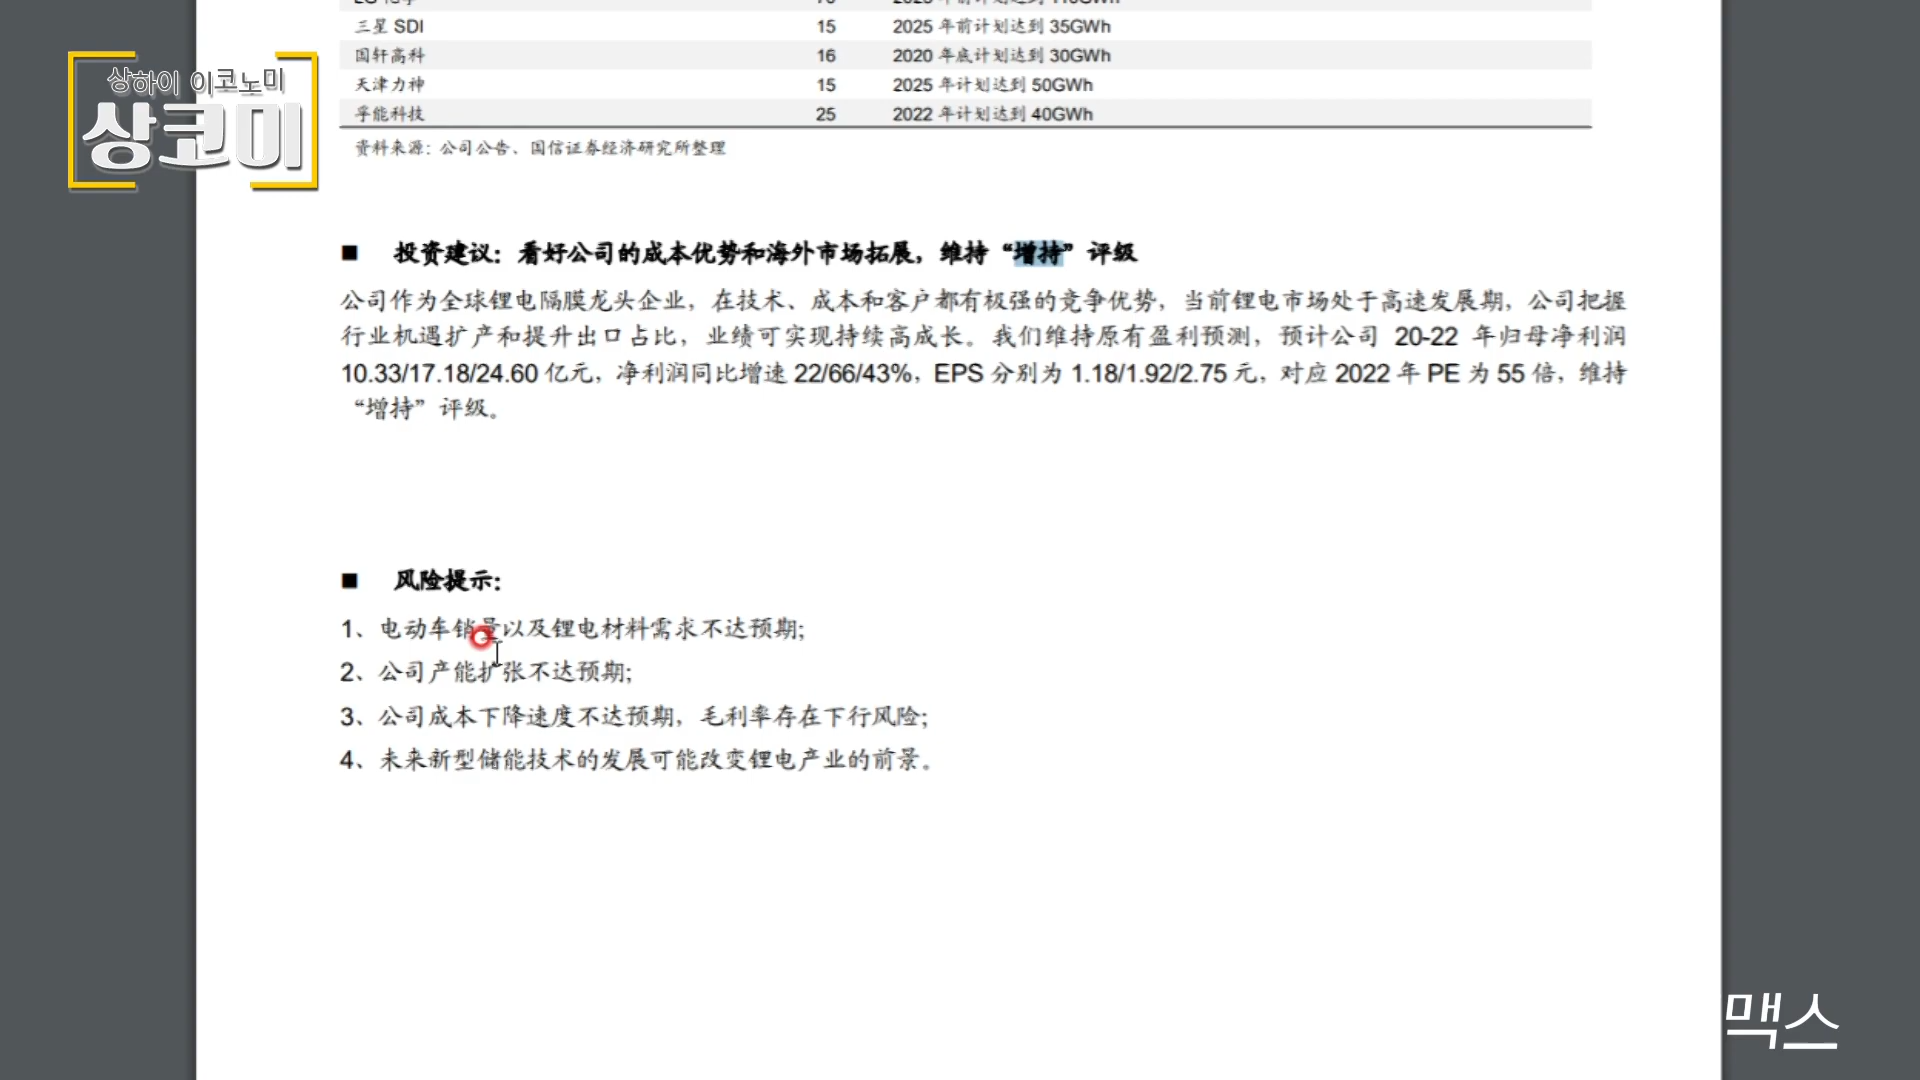 三星 SDI 15 2025 年前计划达到 35GWh
国轩高科 16 2020 年底计划达到 30GWh
天津力神 15 2025 年计划达到 50GWh
孚能科技 25 2022 年计划达到 40GWh
资料来源：公司公告、国信证券经济研究所整理
상하이 이코노미
상코미
■ 投资建议：看好公司的成本优势和海外市场拓展，维持“增持”评级
公司作为全球锂电隔膜龙头企业，在技术、成本和客户都有极强的竞争优势，当前锂电市场处于高速发展期，公司把握
行业机遇扩产和提升出口占比，业绩可实现持续高成长。我们维持原有盈利预测，预计公司 20-22 年归母净利润
10.33/17.18/24.60 亿元，净利润同比增速 22/66/43%，EPS 分别为 1.18/1.92/2.75 元，对应 2022 年 PE 为 55 倍，维持
“增持”评级。
■ 风险提示：
1、电动车销量以及锂电材料需求不达预期；
2、公司产能扩张不达预期；
3、公司成本下降速度不达预期，毛利率存在下行风险；
4、未来新型储能技术的发展可能改变锂电产业的前景。
맥스